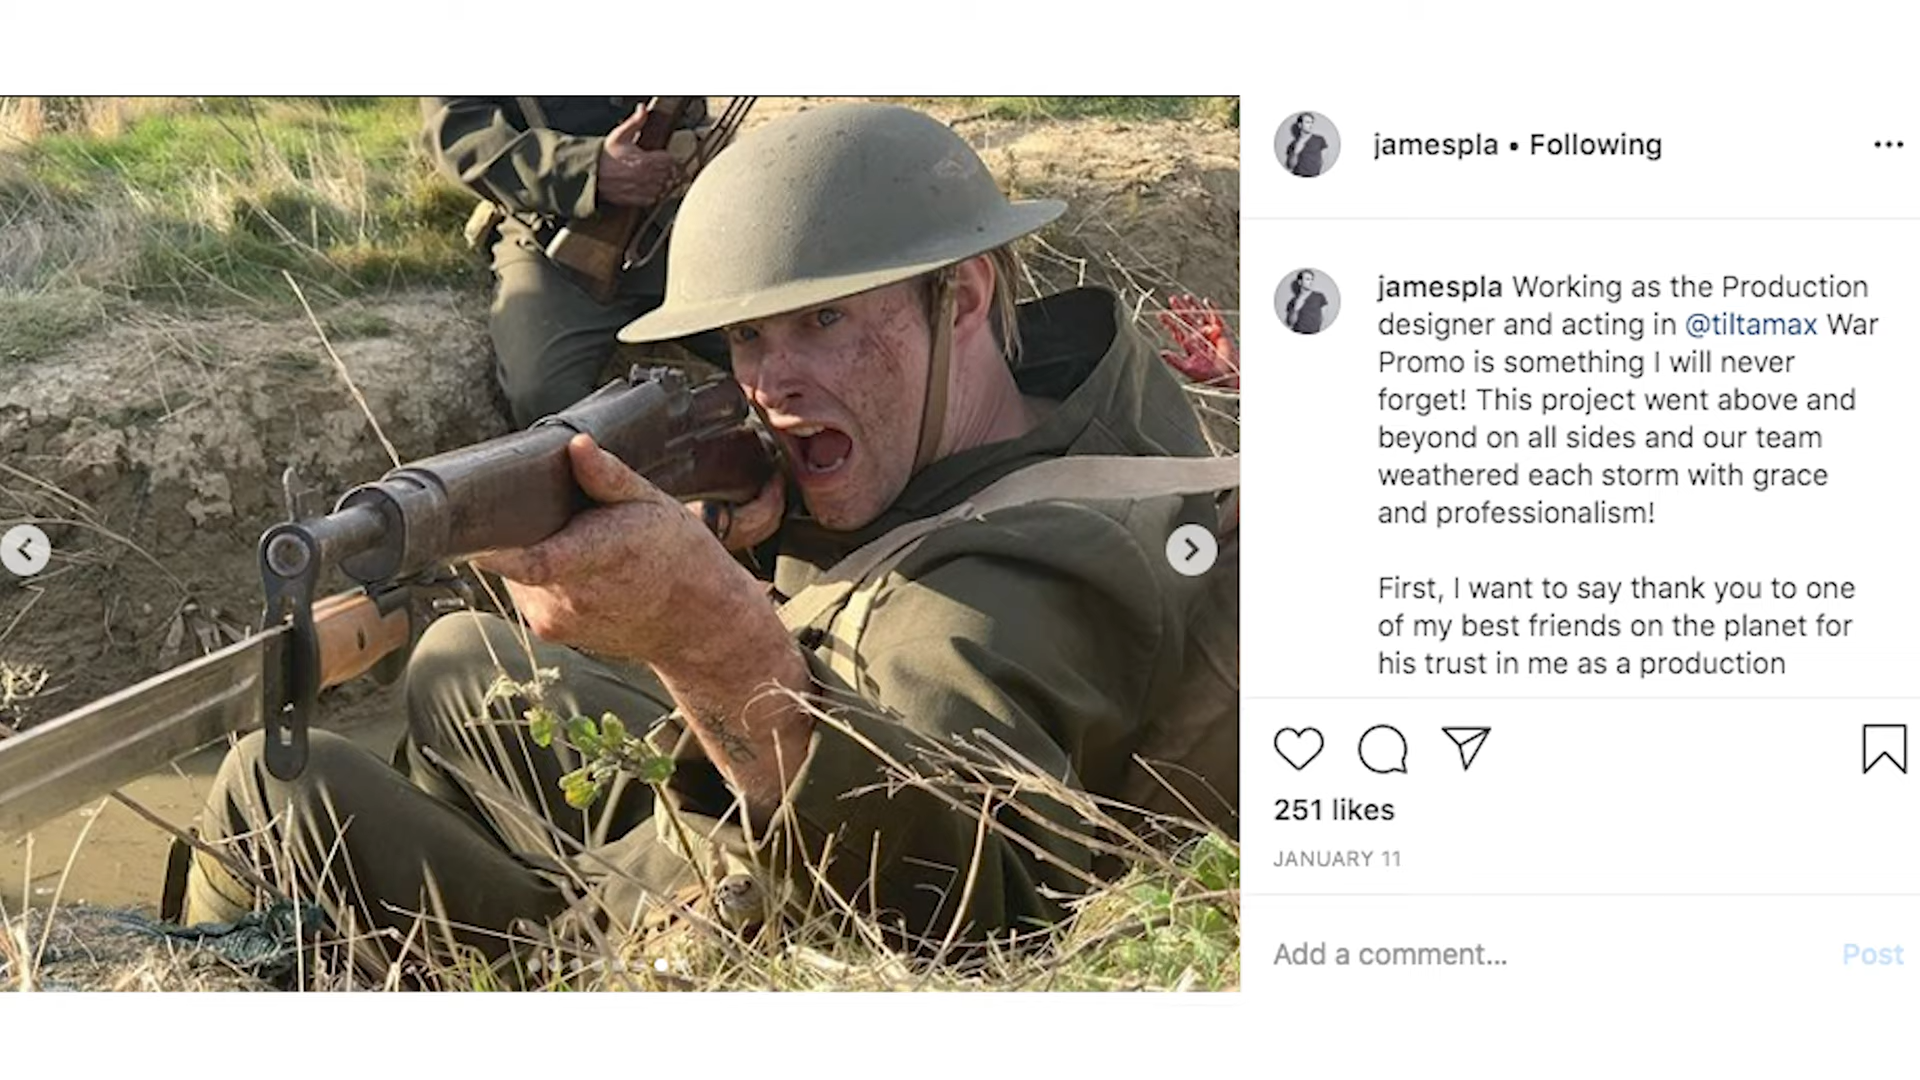 jamespla • Following
jamespla Working as the Production
designer and acting in @tiltamax War
Promo is something I will never
forget! This project went above and
beyond on all sides and our team
weathered each storm with grace
and professionalism!
First, I want to say thank you to one
of my best friends on the planet for
his trust in me as a production
251 likes
JANUARY 11
Add a comment...
Post